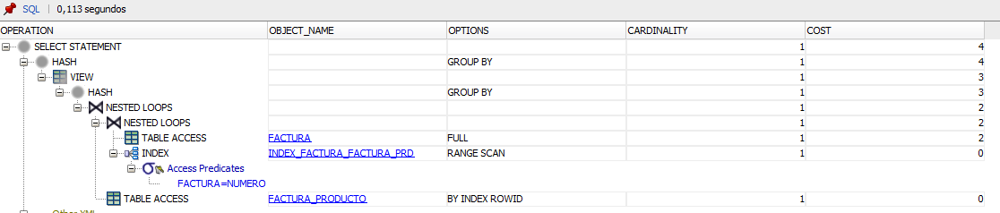 SQL | 0,113 segundos
OPERATION OBJECT_NAME OPTIONS CARDINALITY COST
SELECT STATEMENT 1 4
HASH GROUP BY 1 4
VIEW 1 3
HASH GROUP BY 1 3
NESTED LOOPS 1 2
NESTED LOOPS 1 2
TABLE ACCESS FACTURA FULL 1 2
INDEX INDEX_FACTURA_FACTURA_PRD RANGE SCAN 1 0
Access Predicates
FACTURA=NUMERO
TABLE ACCESS FACTURA_PRODUCTO BY INDEX ROWID 1 0
Other XML